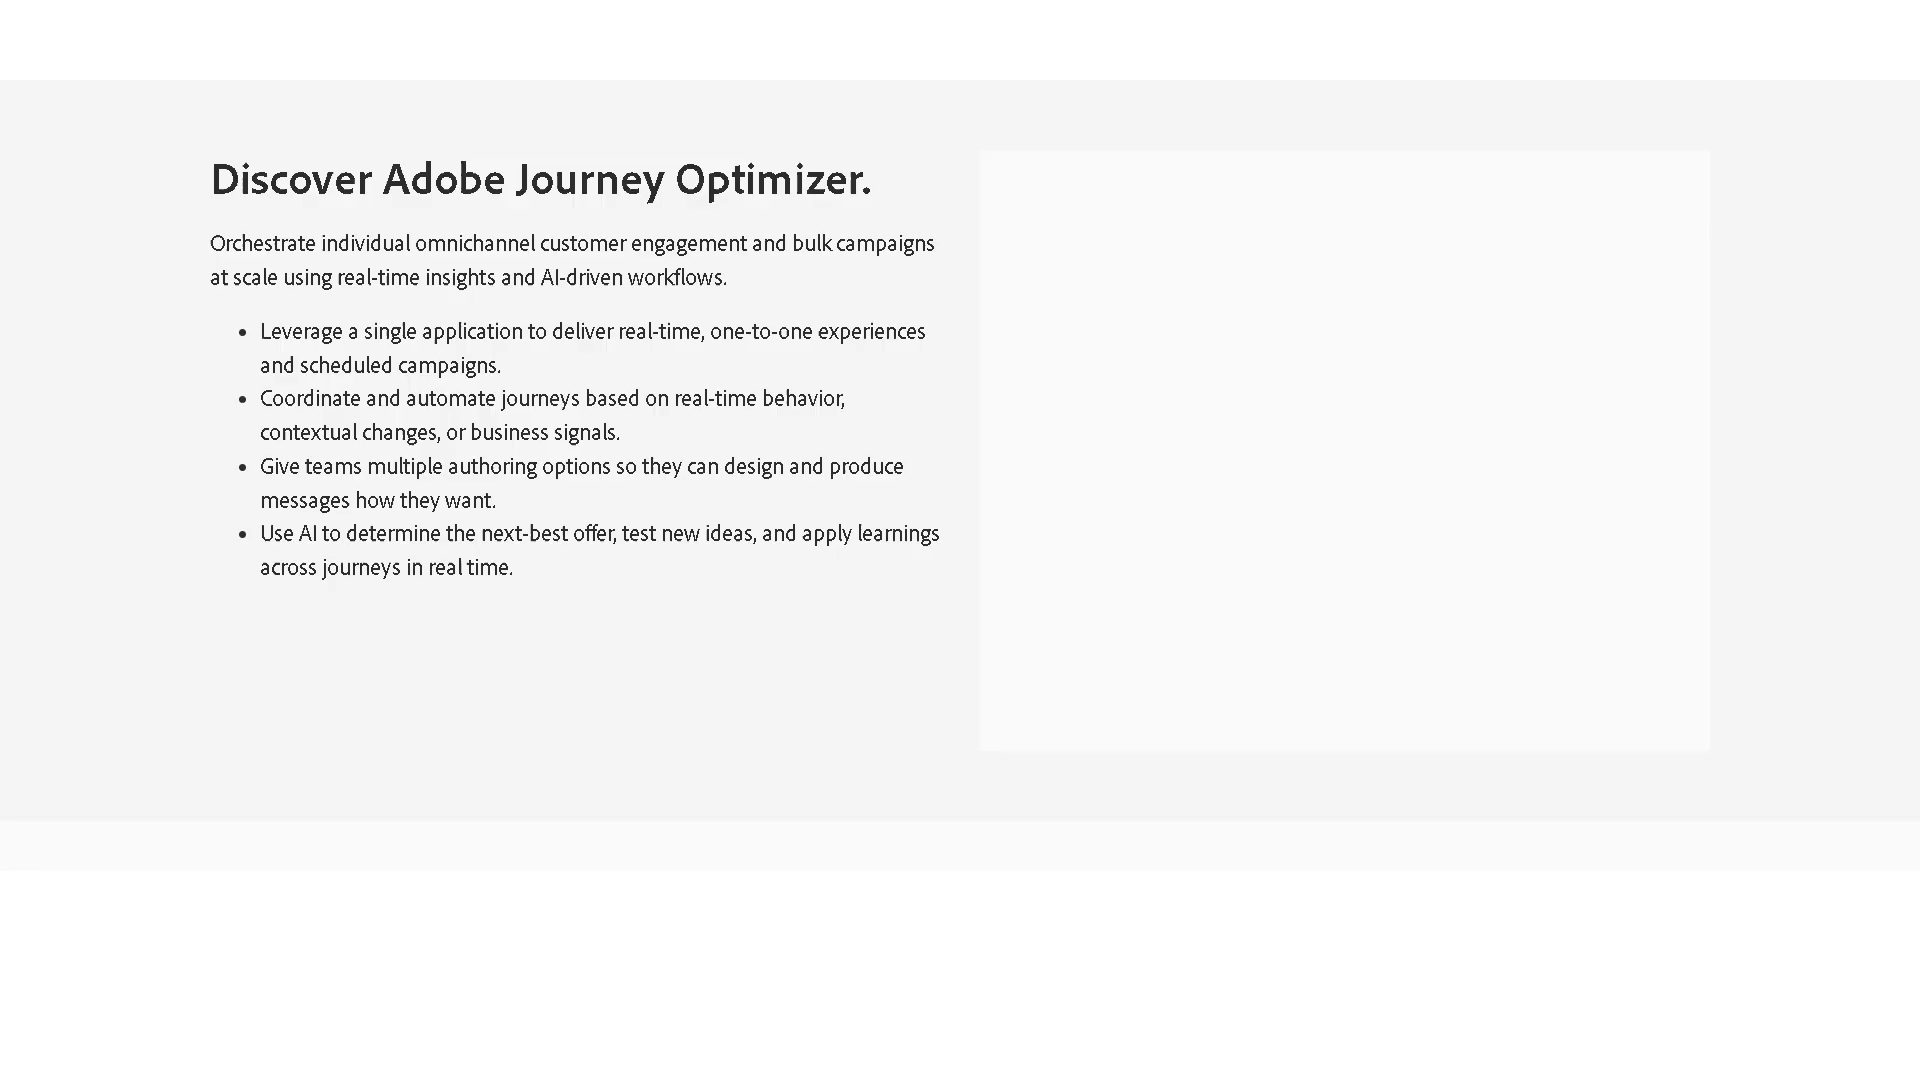 Discover Adobe Journey Optimizer.
Orchestrate individual omnichannel customer engagement and bulk campaigns
at scale using real-time insights and AI-driven workflows.
• Leverage a single application to deliver real-time, one-to-one experiences
and scheduled campaigns.
• Coordinate and automate journeys based on real-time behavior,
contextual changes, or business signals.
• Give teams multiple authoring options so they can design and produce
messages how they want.
• Use AI to determine the next-best offer, test new ideas, and apply learnings
across journeys in real time.